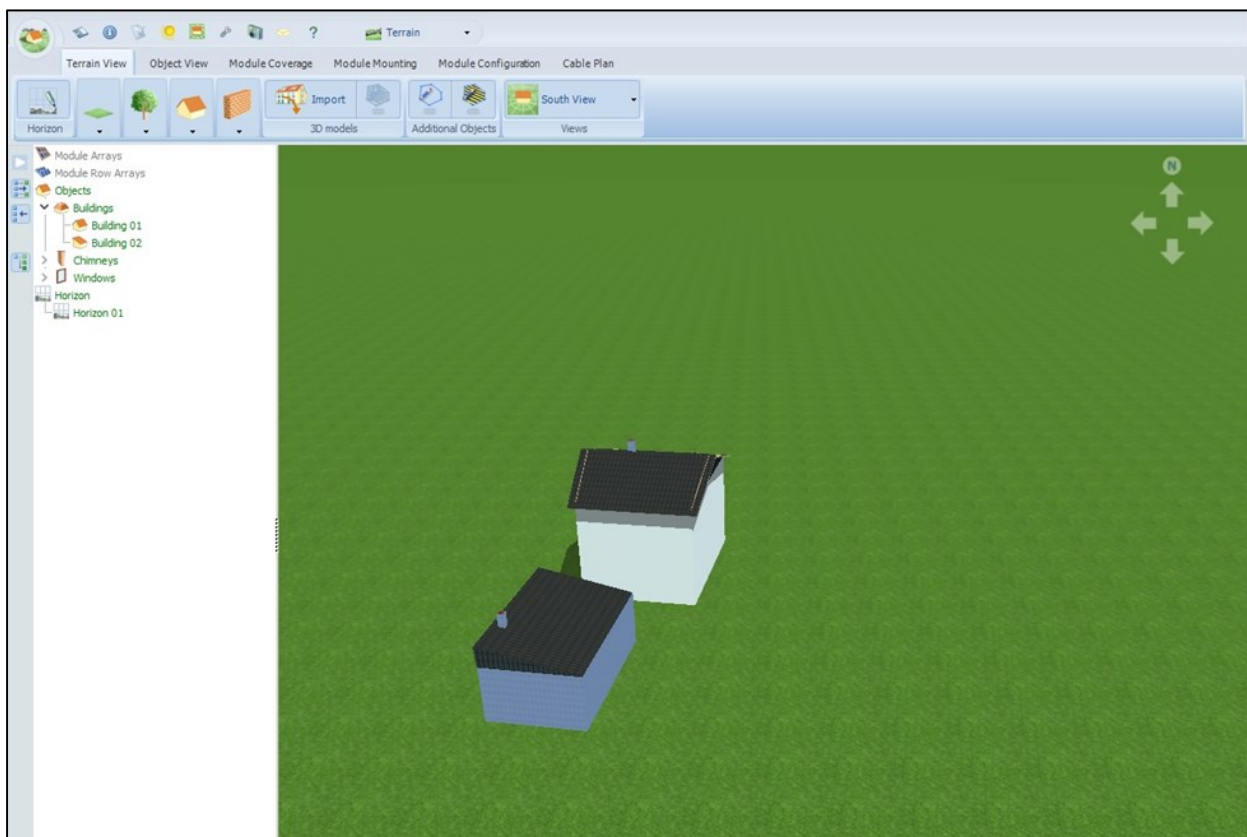 ? Terrain
Terrain View Object View Module Coverage Module Mounting Module Configuration Cable Plan
Import South View
Horizon 3D models Additional Objects Views
Module Arrays
Module Row Arrays
Objects
Buildings
Building 01
Building 02
Chimneys
Windows
Horizon
Horizon 01
N